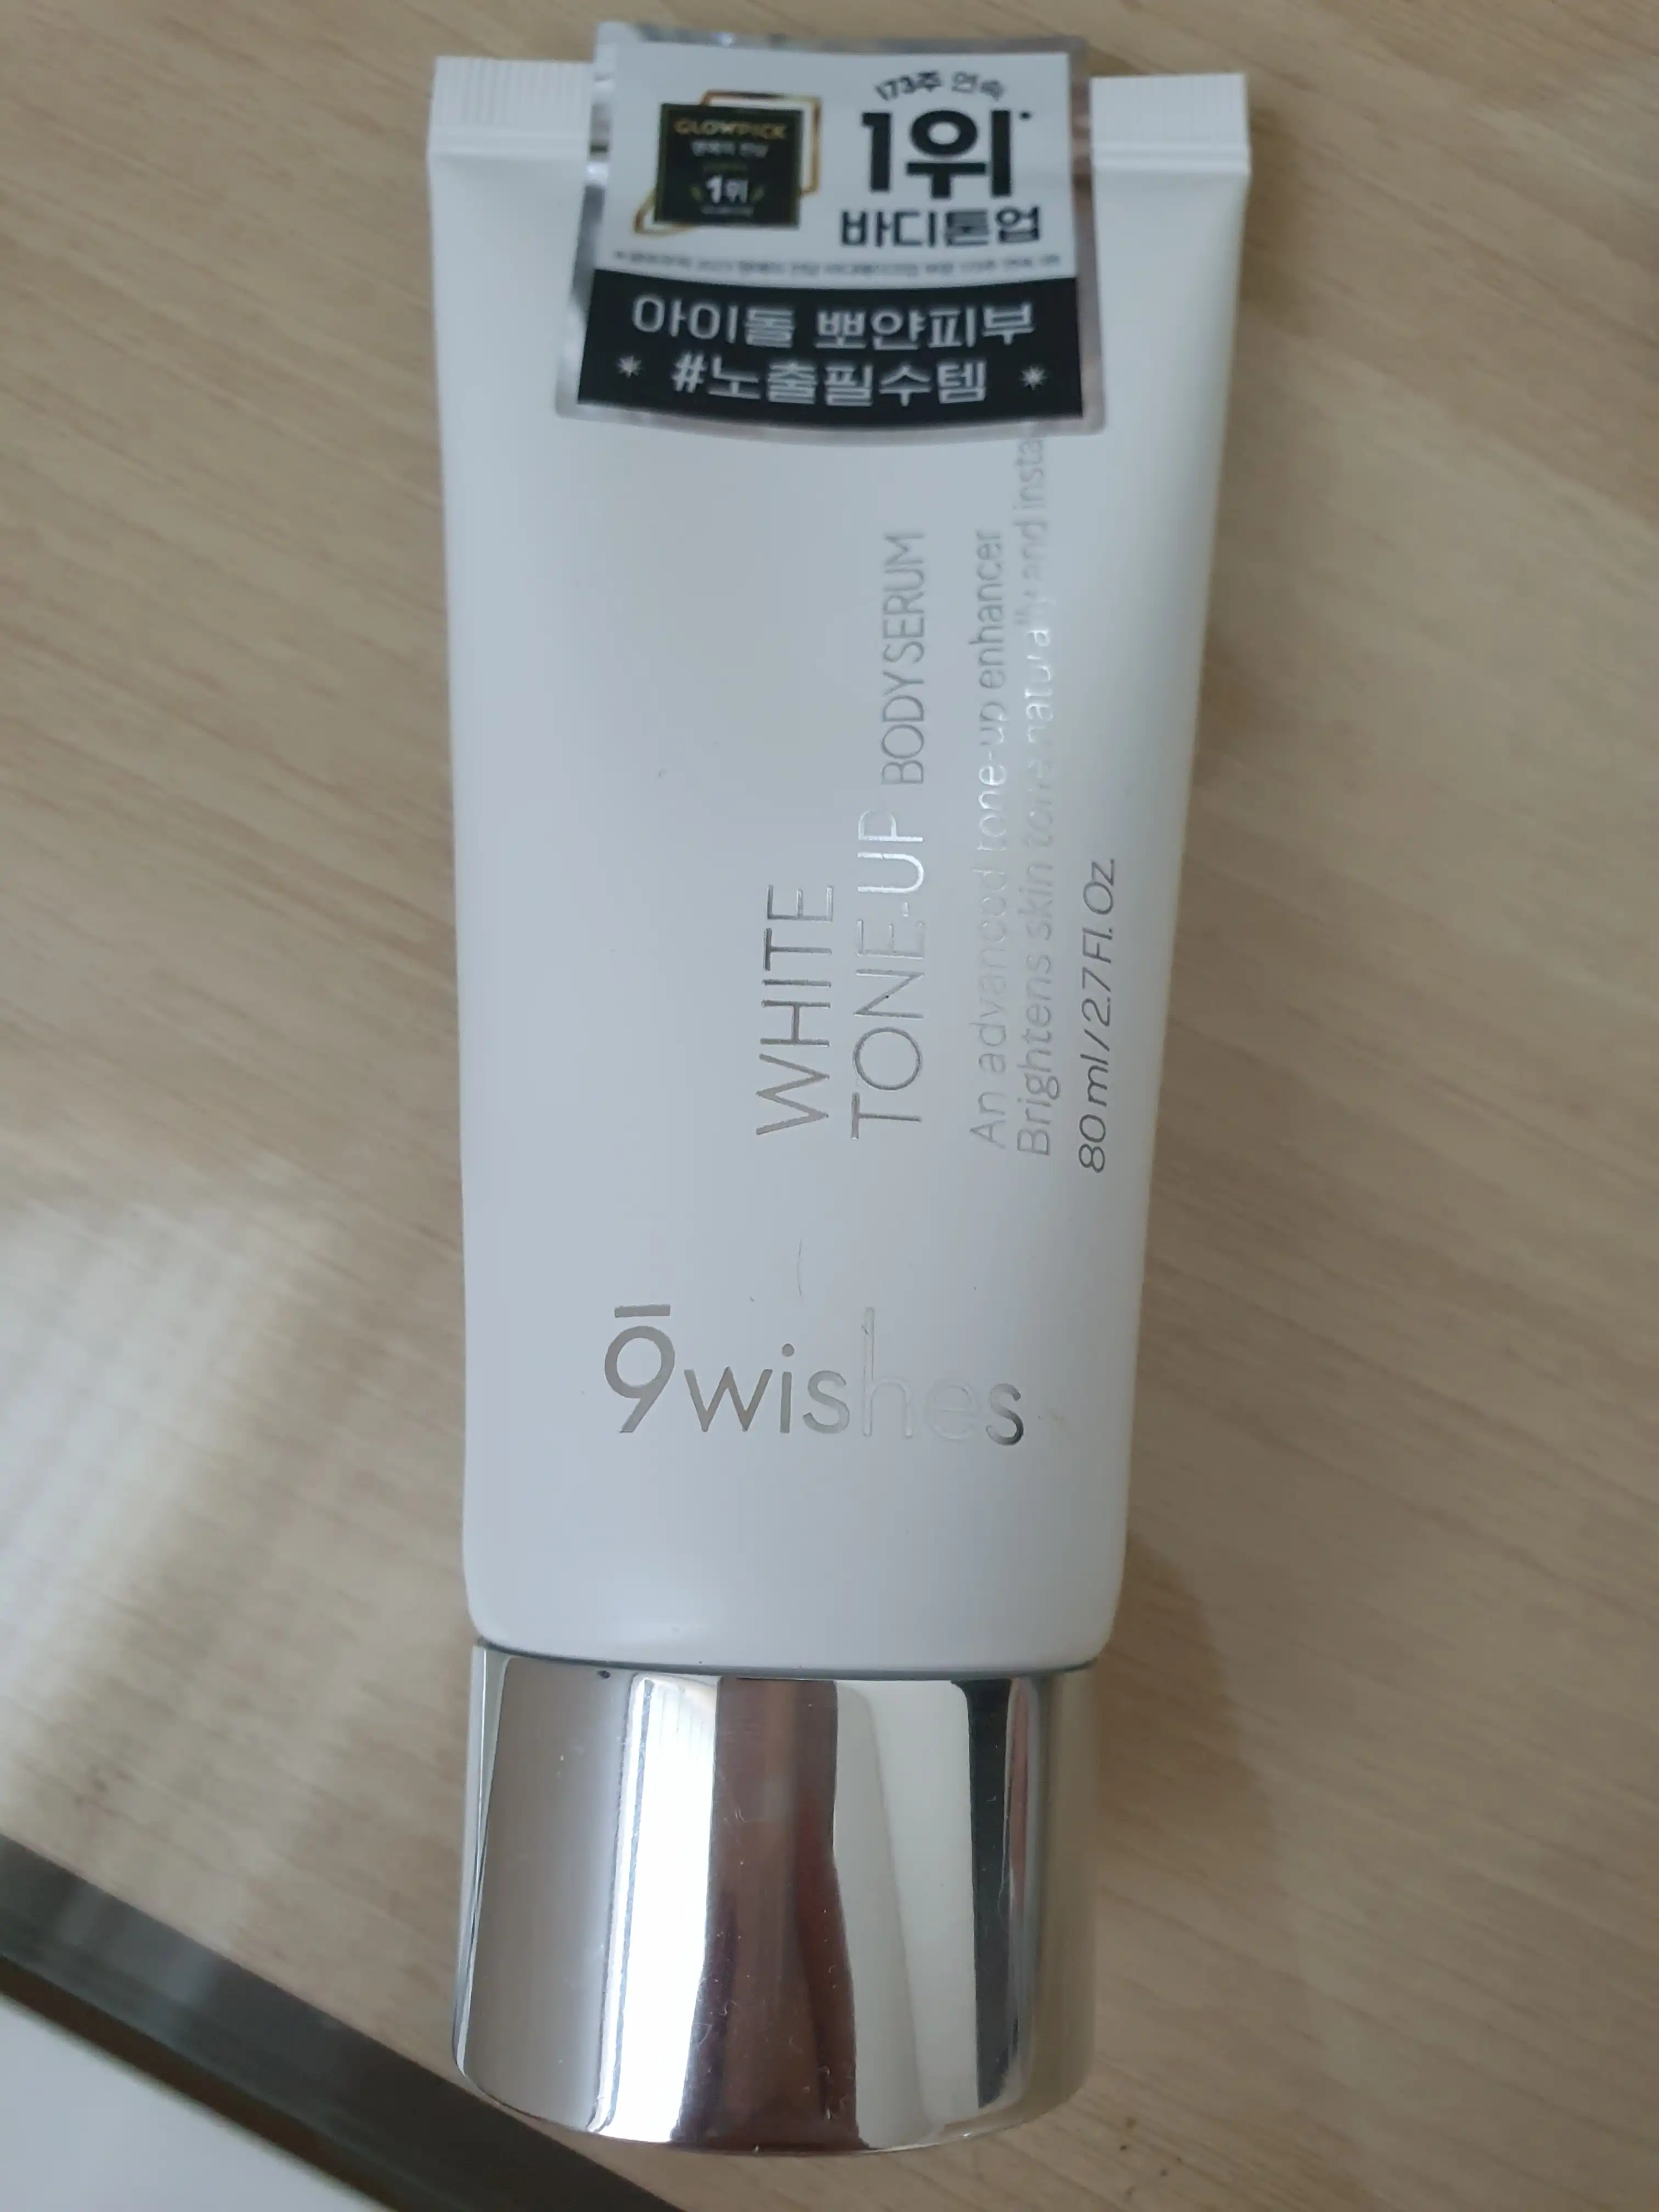 GLOWPICK
1위
173주 연속
1위*
바디톤업
아이돌 뽀얀피부
#노출필수템
WHITE
TONE-UP BODY SERUM
An advanced tone-up enhancer
Brightens skin tone naturally and insta
80 ml / 2.7 Fl. Oz
9wishes